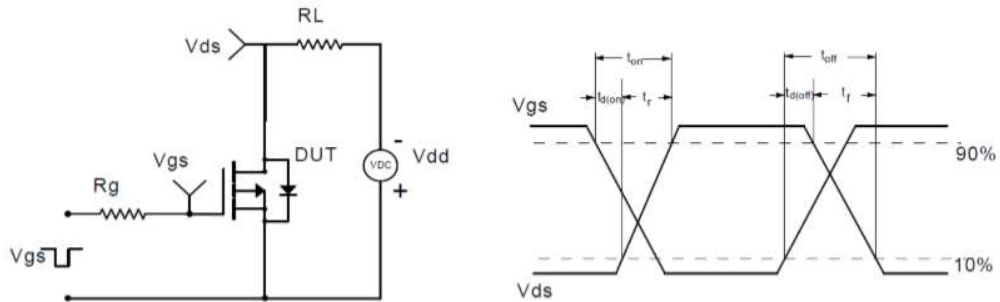 RL
Vds
Vgs
DUT
-
VDC
Vdd
+
Rg
Vgs
ton
toff
td(on)
tr
td(off)
tf
Vgs
90%
10%
Vds